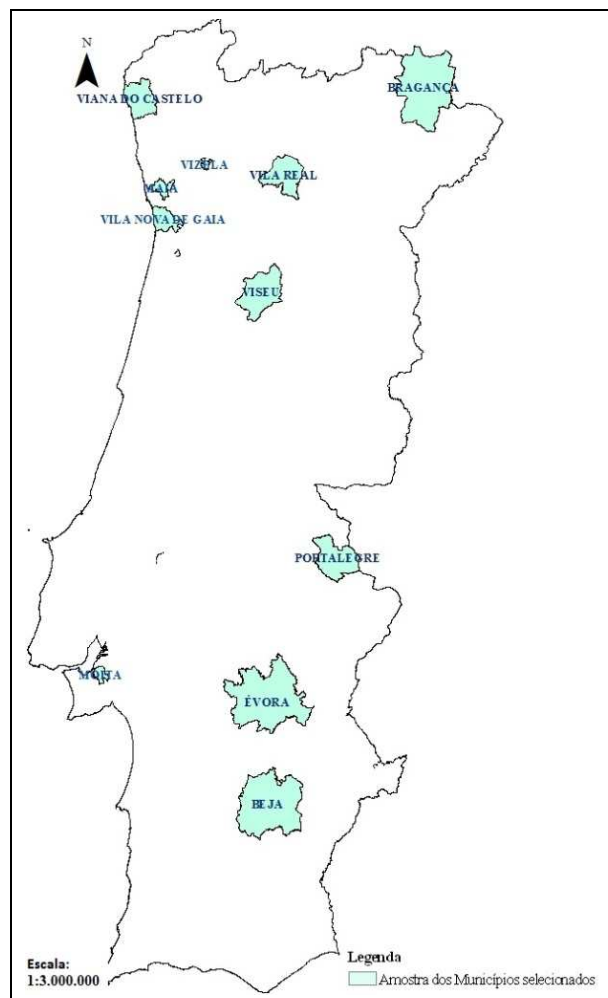 N
BRAGANÇA
VIANA DO CASTELO
VIZELA
VILA REAL
MAIA
VILA NOVA DE GAIA
VISEU
PORTALEGRE
MOITA
ÉVORA
BEJA
Escala:
1:3.000.000
Legenda
Amostra dos Municípios selecionados